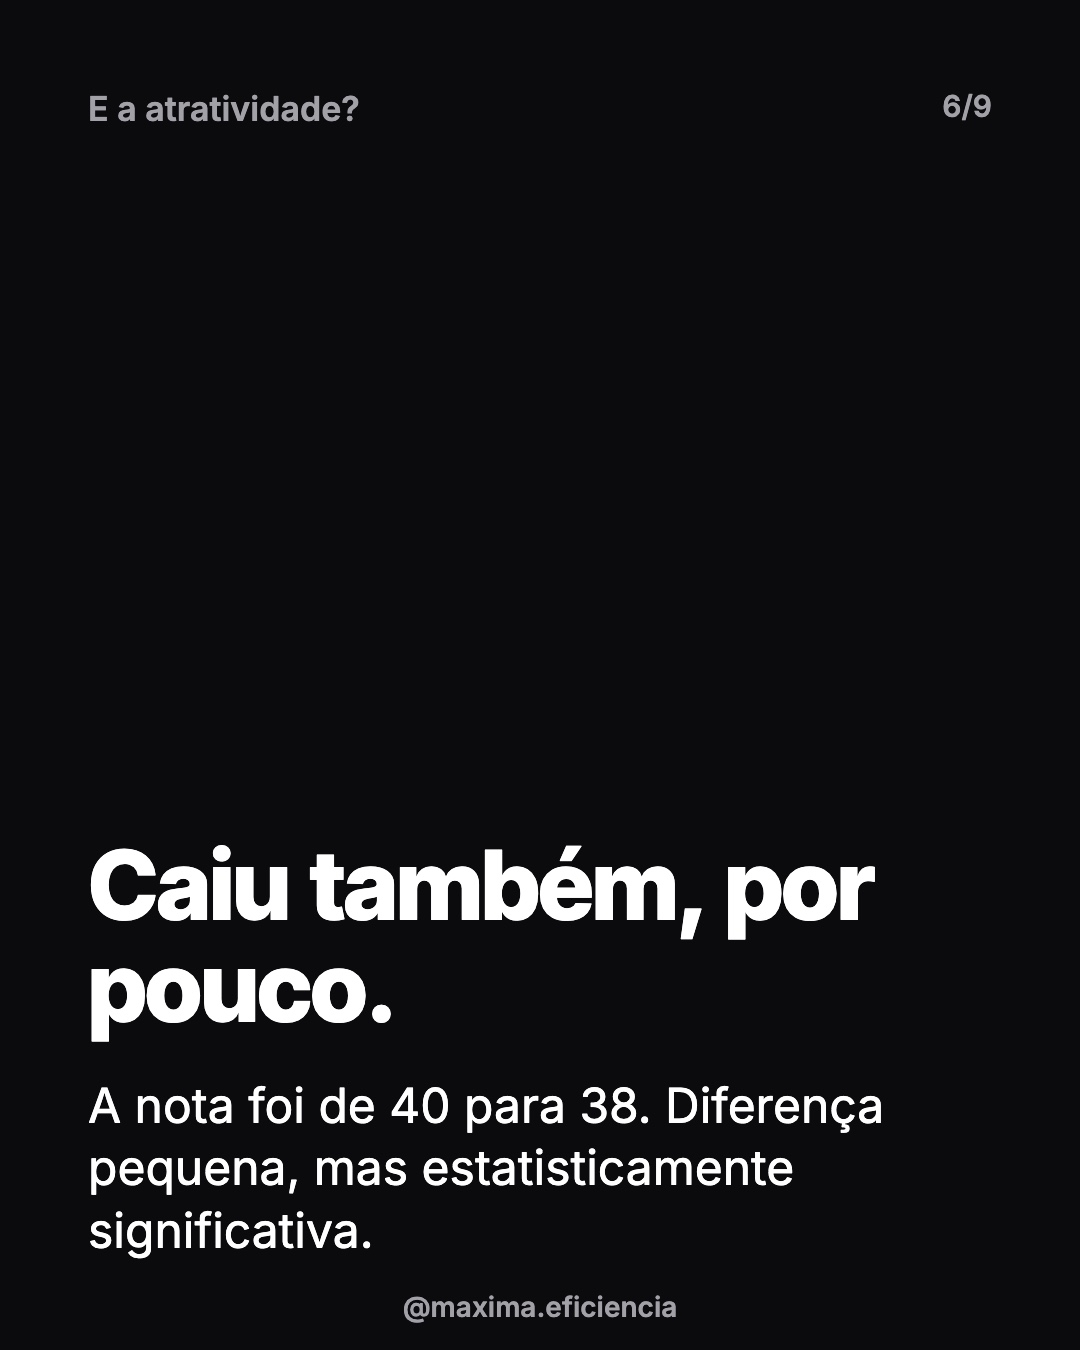 E a atratividade?
6/9
Caiu também, por
pouco.
A nota foi de 40 para 38. Diferença
pequena, mas estatisticamente
significativa.
@maxima.eficiencia